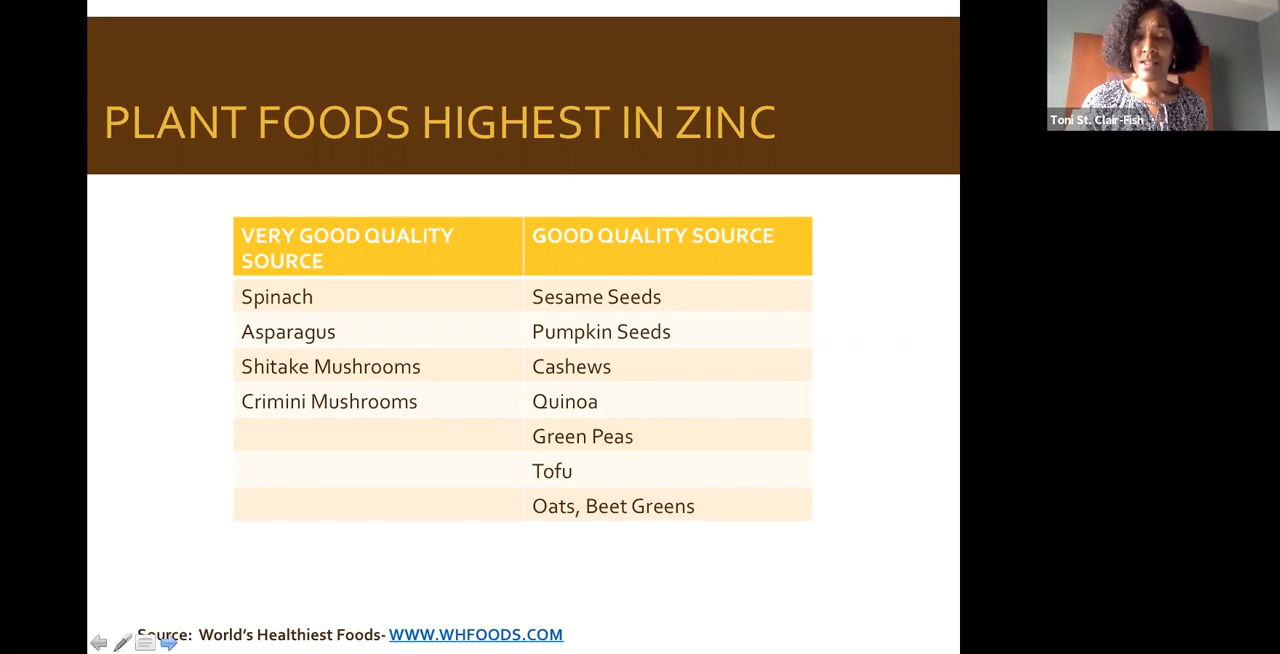 PLANT FOODS HIGHEST IN ZINC
Toni St. Clair-Fish
VERY GOOD QUALITY
SOURCE
GOOD QUALITY SOURCE
Spinach
Sesame Seeds
Asparagus
Pumpkin Seeds
Shitake Mushrooms
Cashews
Crimini Mushrooms
Quinoa
Green Peas
Tofu
Oats, Beet Greens
Source: World's Healthiest Foods- WWW.WHFOODS.COM